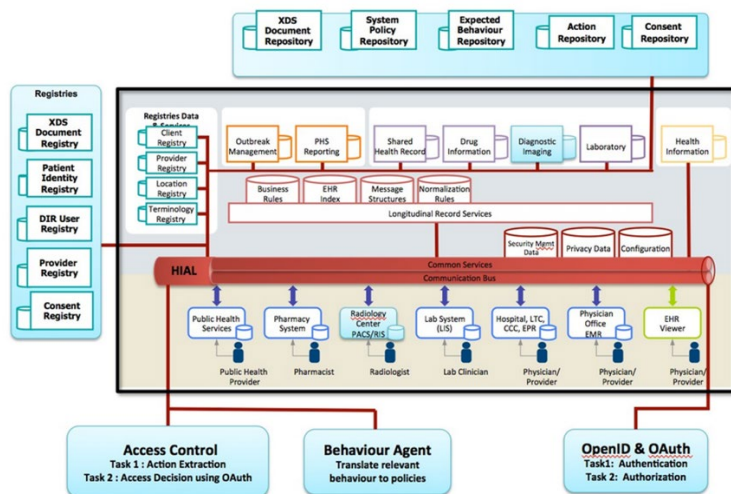 XDS
Document
Repository
System
Policy
Repository
Expected
Behaviour
Repository
Action
Repository
Consent
Repository
Registries
XDS
Document
Registry
Patient
Identity
Registry
DIR User
Registry
Provider
Registry
Consent
Registry
Registries Data
& Services
Client
Registry
Provider
Registry
Location
Registry
Terminology
Registry
Outbreak
Management
PHS
Reporting
Shared
Health Record
Drug
Information
Diagnostic
Imaging
Laboratory
Health
Information
Business
Rules
EHR
Index
Message
Structures
Normalization
Rules
Longitudinal Record Services
Security Mgmt
Data
Privacy Data
Configuration
HIAL
Common Services
Communication Bus
Public Health
Services
Pharmacy
System
Radiology
Center
PACS/RIS
Lab System
(LIS)
Hospital, LTC,
CCC, EPR
Physician
Office
EMR
EHR
Viewer
Public Health
Provider
Pharmacist
Radiologist
Lab Clinician
Physician/
Provider
Physician/
Provider
Physician/
Provider
Access Control
Task 1 : Action Extraction
Task 2 : Access Decision using OAuth
Behaviour Agent
Translate relevant
behaviour to policies
OpenID & OAuth
Task1: Authentication
Task 2: Authorization